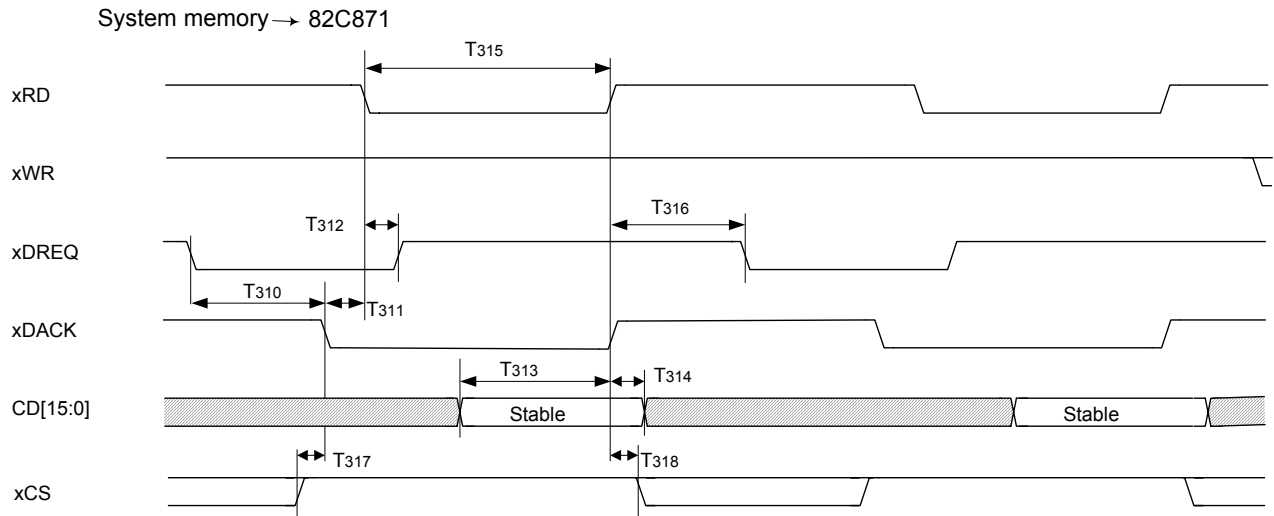 System memory → 82C871
T315
xRD
xWR
T312
T316
xDREQ
T310
T311
xDACK
T313
T314
CD[15:0]
Stable
Stable
T317
T318
xCS